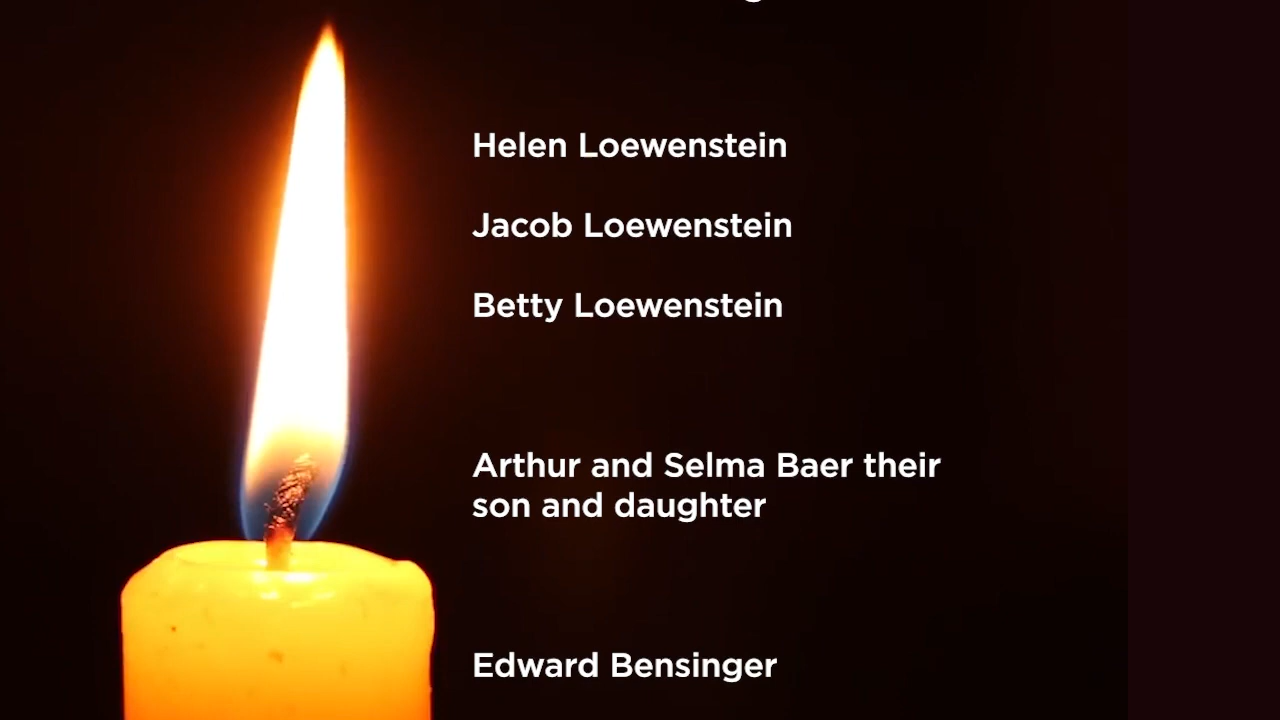 Helen Loewenstein
Jacob Loewenstein
Betty Loewenstein
Arthur and Selma Baer their
son and daughter
Edward Bensinger